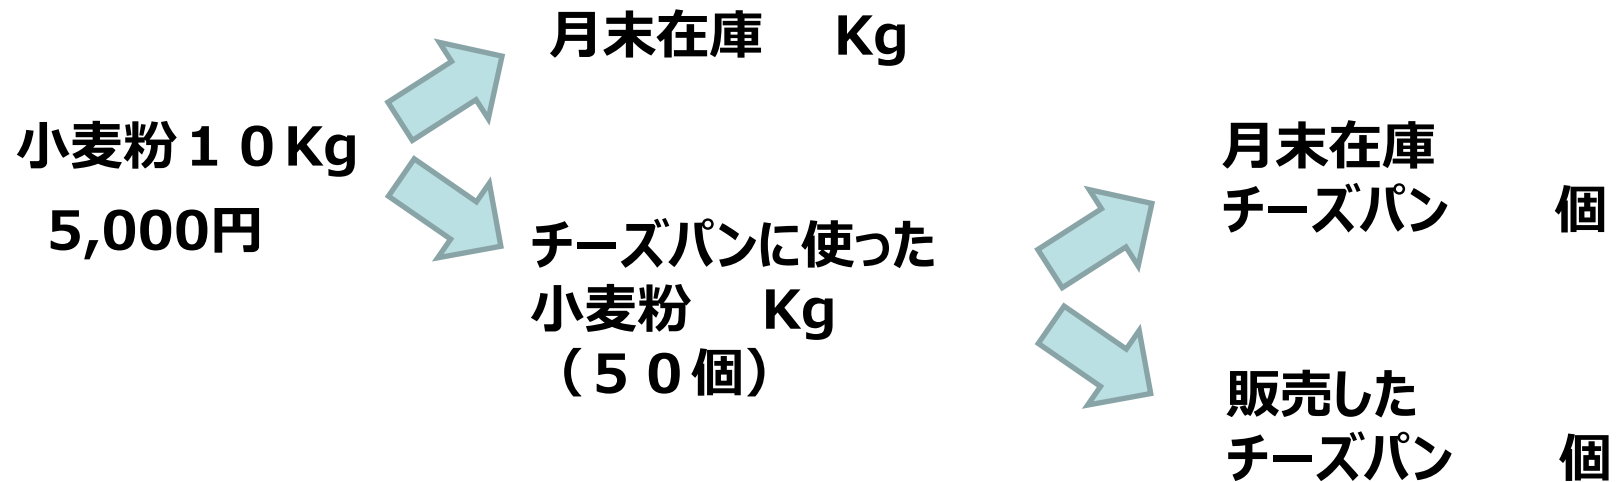 月末在庫　Kg
小麦粉１０Kg
5,000円
チーズパンに使った
小麦粉　Kg
（５０個）
月末在庫
チーズパン　　個
販売した
チーズパン　　個